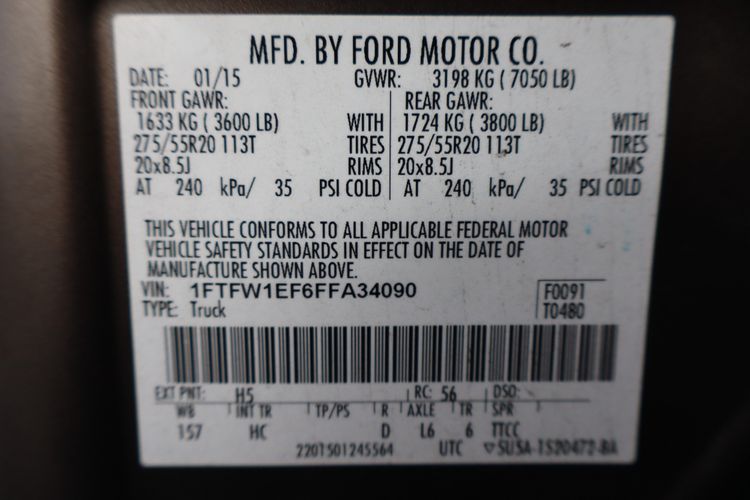 MFD. BY FORD MOTOR CO.
DATE: 01/15 GVWR: 3198 KG ( 7050 LB)
FRONT GAWR: REAR GAWR:
1633 KG ( 3600 LB) WITH 1724 KG ( 3800 LB) WITH
275/55R20 113T TIRES 275/55R20 113T TIRES
20x8.5J RIMS 20x8.5J RIMS
AT 240 kPa/ 35 PSI COLD AT 240 kPa/ 35 PSI COLD
THIS VEHICLE CONFORMS TO ALL APPLICABLE FEDERAL MOTOR
VEHICLE SAFETY STANDARDS IN EFFECT ON THE DATE OF
MANUFACTURE SHOWN ABOVE.
VIN: 1FTFW1EF6FFA34090 F0091
TYPE: Truck T0480
EXT PNT: H5 RC: 56 DSO:
WB INT TR TP/PS R AXLE TR SPR
157 HC D L6 6 TTCC
2201501245564 UTC ▽SU5A-1520472-BA